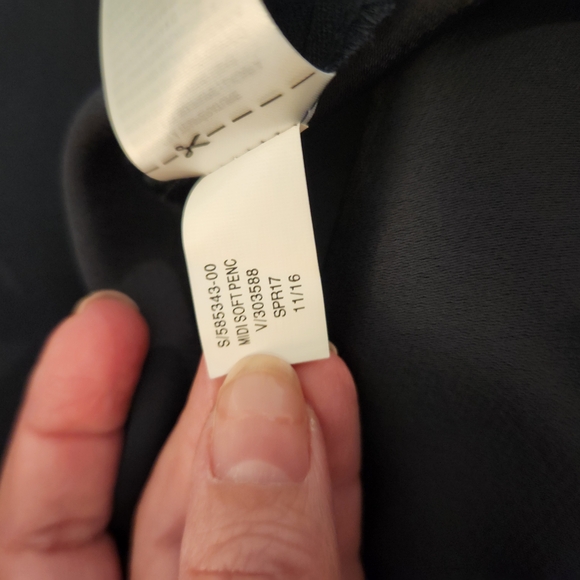 S/585343-00
MIDI SOFT PENC
V/303588
SPR17
11/16